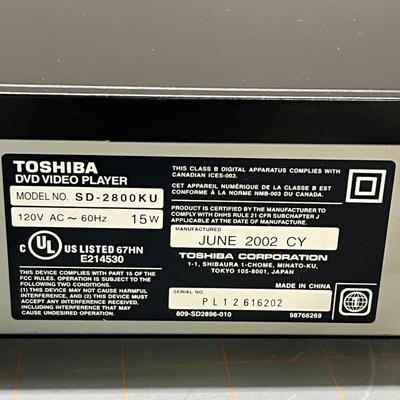 TOSHIBA
DVD VIDEO PLAYER
MODEL NO. SD-2800KU
120V AC ~ 60Hz 15W
C UL US LISTED 67HN
E214530
THIS DEVICE COMPLIES WITH PART 15 OF THE
FCC RULES. OPERATION IS SUBJECT TO
THE FOLLOWING TWO CONDITIONS:
(1) THIS DEVICE MAY NOT CAUSE HARMFUL
INTERFERENCE, AND (2) THIS DEVICE MUST
ACCEPT ANY INTERFERENCE RECEIVED,
INCLUDING INTERFERENCE THAT MAY CAUSE
UNDESIRED OPERATION.
THIS CLASS B DIGITAL APPARATUS COMPLIES WITH
CANADIAN ICES-003.
CET APPAREIL NUMÉRIQUE DE LA CLASSE B EST
CONFORME A LA NORME NMB-003 DU CANADA.
PRODUCT IS CERTIFIED BY THE MANUFACTURER TO
COMPLY WITH DHHS RULE 21 CFR SUBCHAPTER J
APPLICABLE AT DATE OF MANUFACTURE.
MANUFACTURED
JUNE 2002 CY
TOSHIBA CORPORATION
1-1, SHIBAURA 1-CHOME, MINATO-KU,
TOKYO 105-8001, JAPAN
MADE IN CHINA
SERIAL NO.
PL12616202
809-SD2896-010 98766269